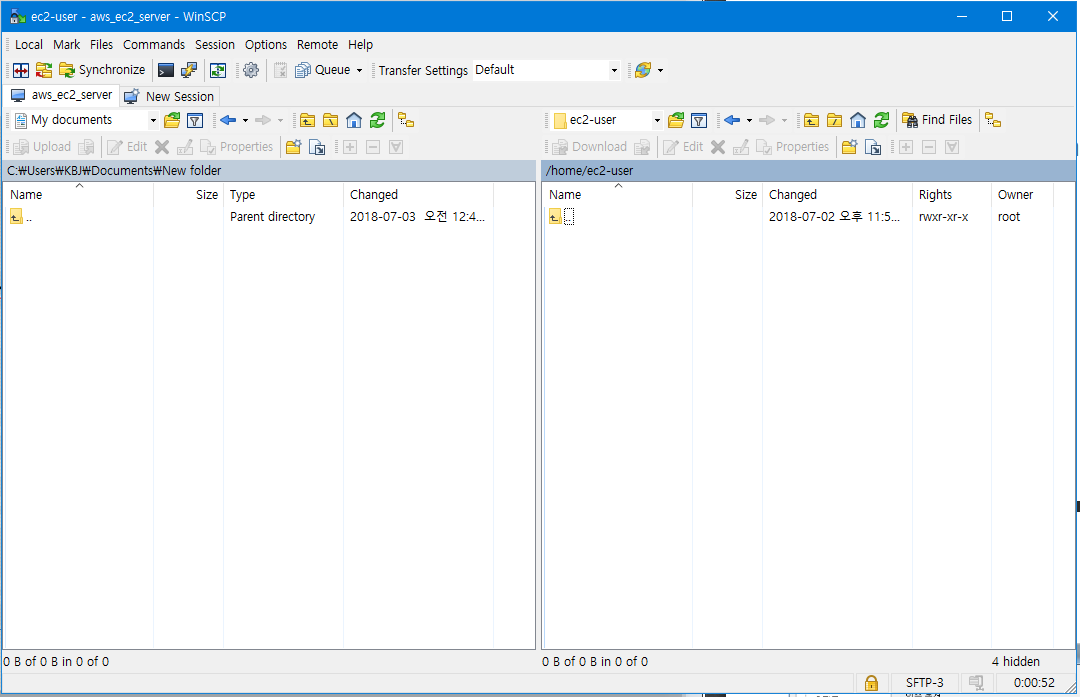 ec2-user - aws_ec2_server - WinSCP
Local Mark Files Commands Session Options Remote Help
Synchronize Queue Transfer Settings Default
aws_ec2_server New Session
My documents ec2-user Find Files
Upload Edit Properties Download Edit Properties
C:₩Users₩KBJ₩Documents₩New folder /home/ec2-user
Name Size Type Changed Name Size Changed Rights Owner
.. Parent directory 2018-07-03 오전 12:4... .. 2018-07-02 오후 11:5... rwxr-xr-x root
0 B of 0 B in 0 of 0 0 B of 0 B in 0 of 0 4 hidden
SFTP-3 0:00:52